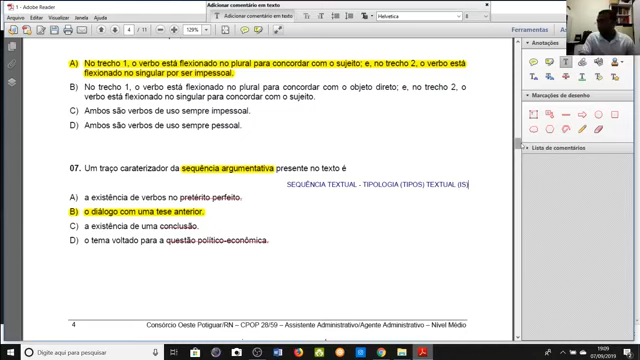 Adobe Reader
Adicionar comentário em texto
Arquivo Editar Visualizar Janela Ajuda
Adicionar comentário em texto
Helvetica
8
4 / 11
129%
Ferramentas
Anotações
A) No trecho 1, o verbo está flexionado no plural para concordar com o sujeito; e, no trecho 2, o verbo está
flexionado no singular por ser impessoal.
B) No trecho 1, o verbo está flexionado no plural para concordar com o objeto direto; e, no trecho 2, o
verbo está flexionado no singular para concordar com o sujeito.
C) Ambos são verbos de uso sempre impessoal.
D) Ambos são verbos de uso sempre pessoal.
Marcações de desenho
Lista de comentários
07. Um traço caraterizador da sequência argumentativa presente no texto é
SEQUÊNCIA TEXTUAL - TIPOLOGIA (TIPOS) TEXTUAL (IS)
A) a existência de verbos no pretérito perfeito.
B) o diálogo com uma tese anterior.
C) a existência de uma conclusão.
D) o tema voltado para a questão político-econômica.
4 Consórcio Oeste Potiguar/RN – CPOP 28/59 – Assistente Administrativo/Agente Administrativo – Nível Médio
Digite aqui para pesquisar
19:09
07/09/2019